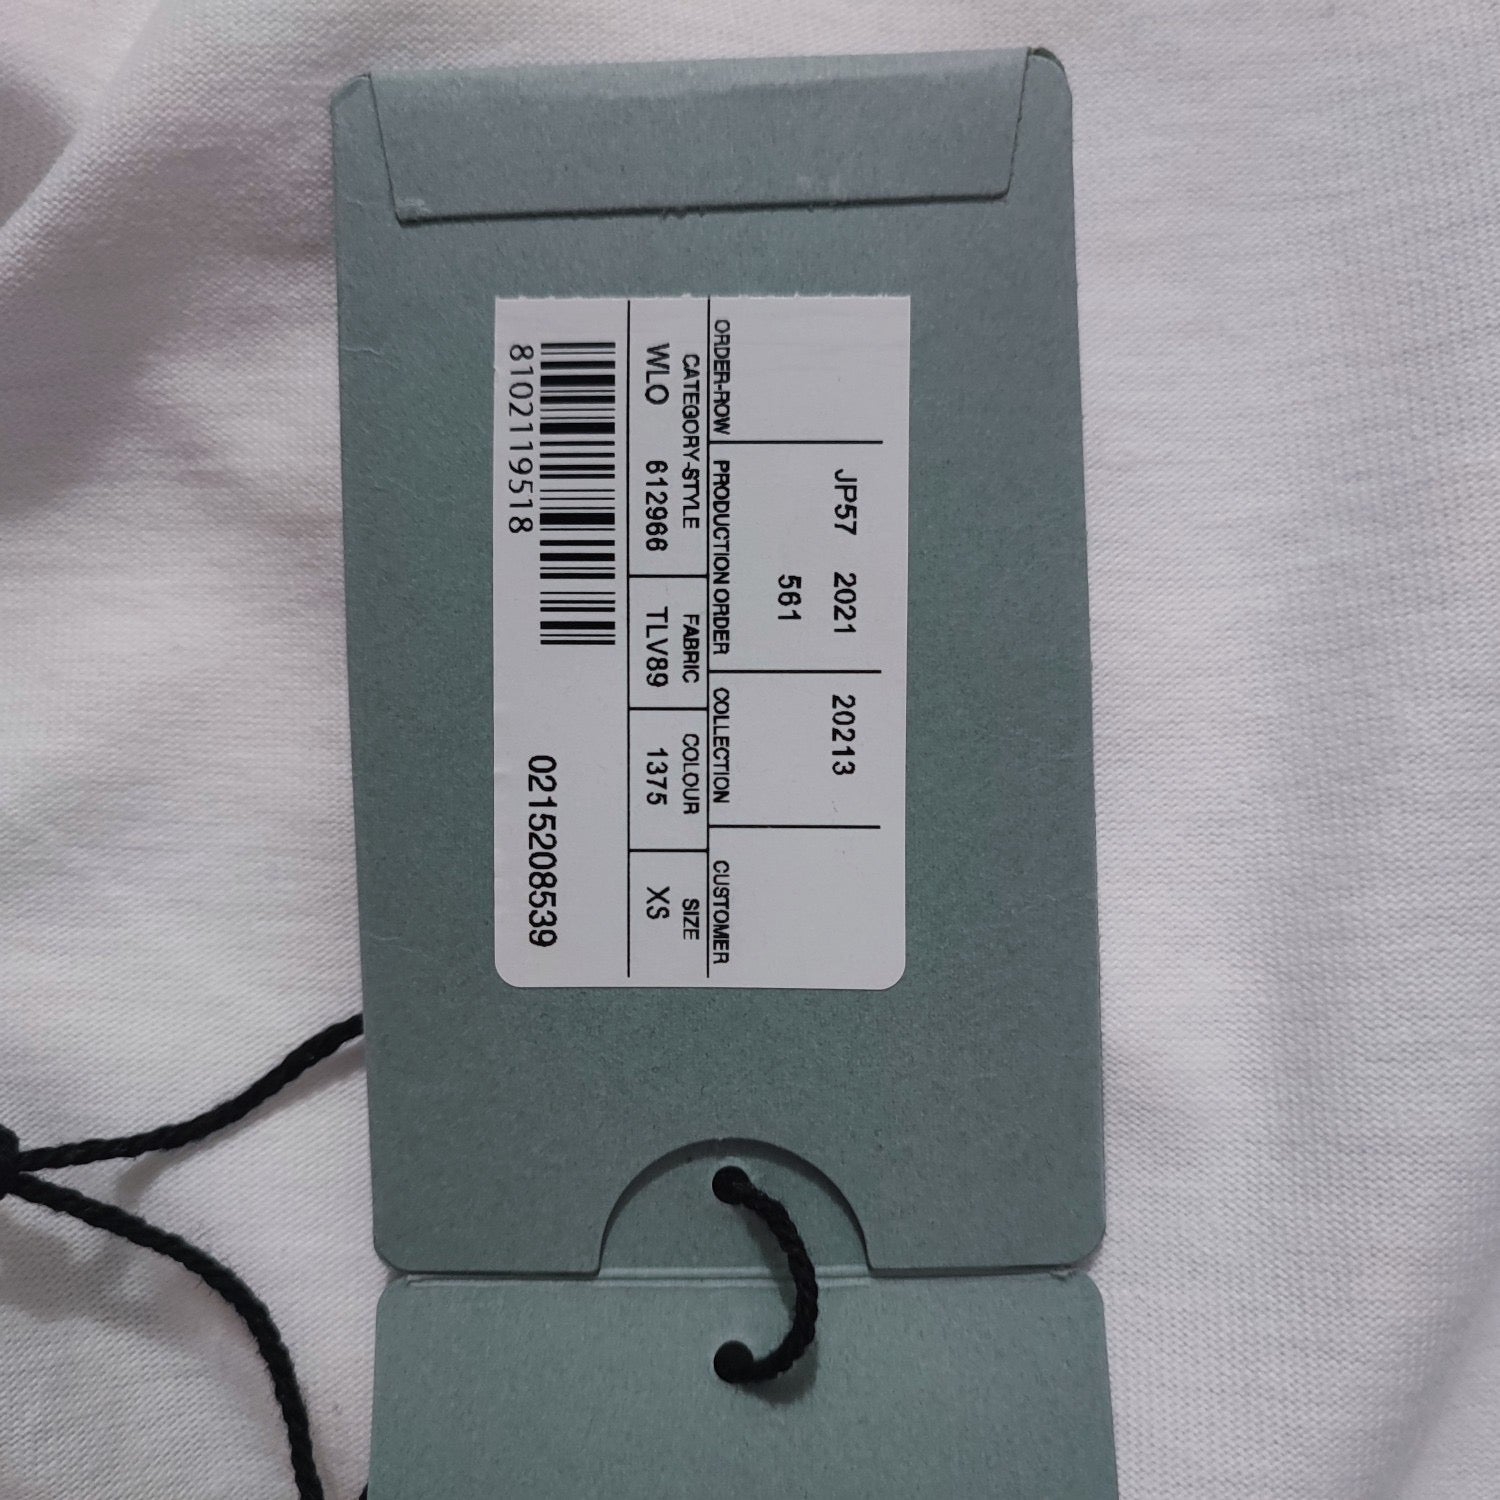 JP57 2021 20213
561
ORDER-ROW PRODUCTION ORDER COLLECTION CUSTOMER
CATEGORY-STYLE FABRIC COLOUR SIZE
WLO 612966 TLV89 1375 XS
8102119518 0215208539